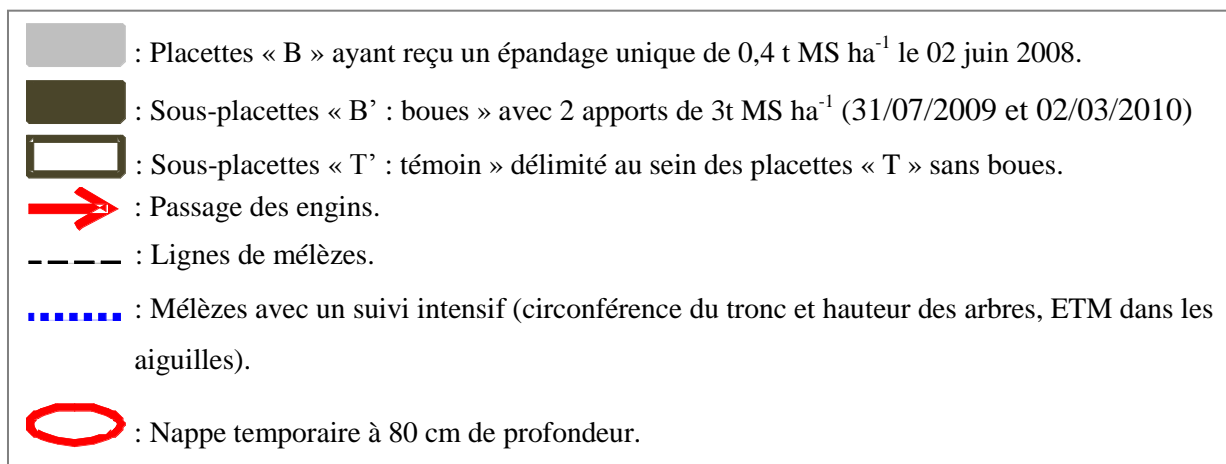 : Placettes « B » ayant reçu un épandage unique de 0,4 t MS ha-1 le 02 juin 2008.
: Sous-placettes « B’ : boues » avec 2 apports de 3t MS ha-1 (31/07/2009 et 02/03/2010)
: Sous-placettes « T’ : témoin » délimité au sein des placettes « T » sans boues.
: Passage des engins.
: Lignes de mélèzes.
: Mélèzes avec un suivi intensif (circonférence du tronc et hauteur des arbres, ETM dans les
aiguilles).
: Nappe temporaire à 80 cm de profondeur.